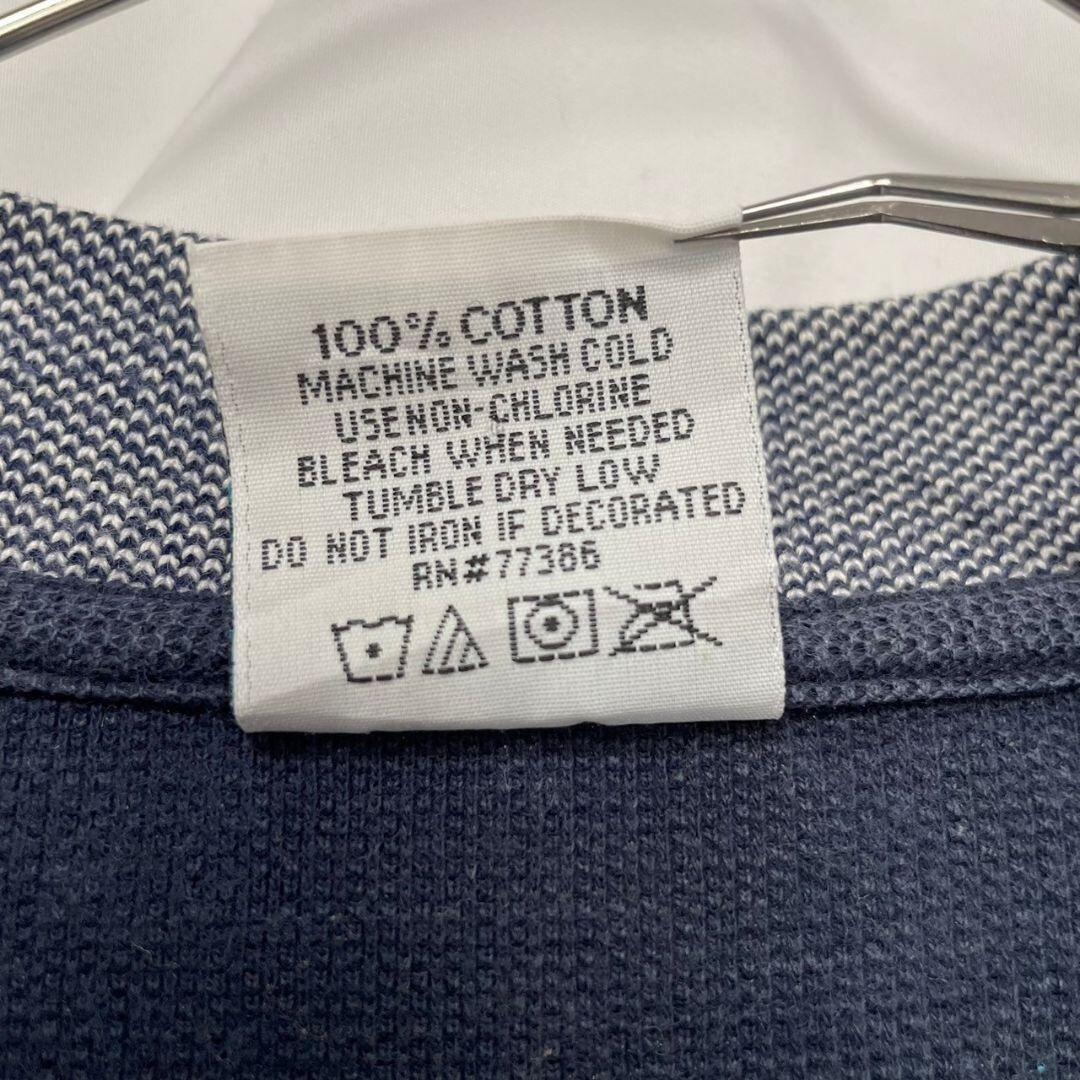 100% COTTON
MACHINE WASH COLD
USE NON-CHLORINE
BLEACH WHEN NEEDED
TUMBLE DRY LOW
DO NOT IRON IF DECORATED
RN#77386